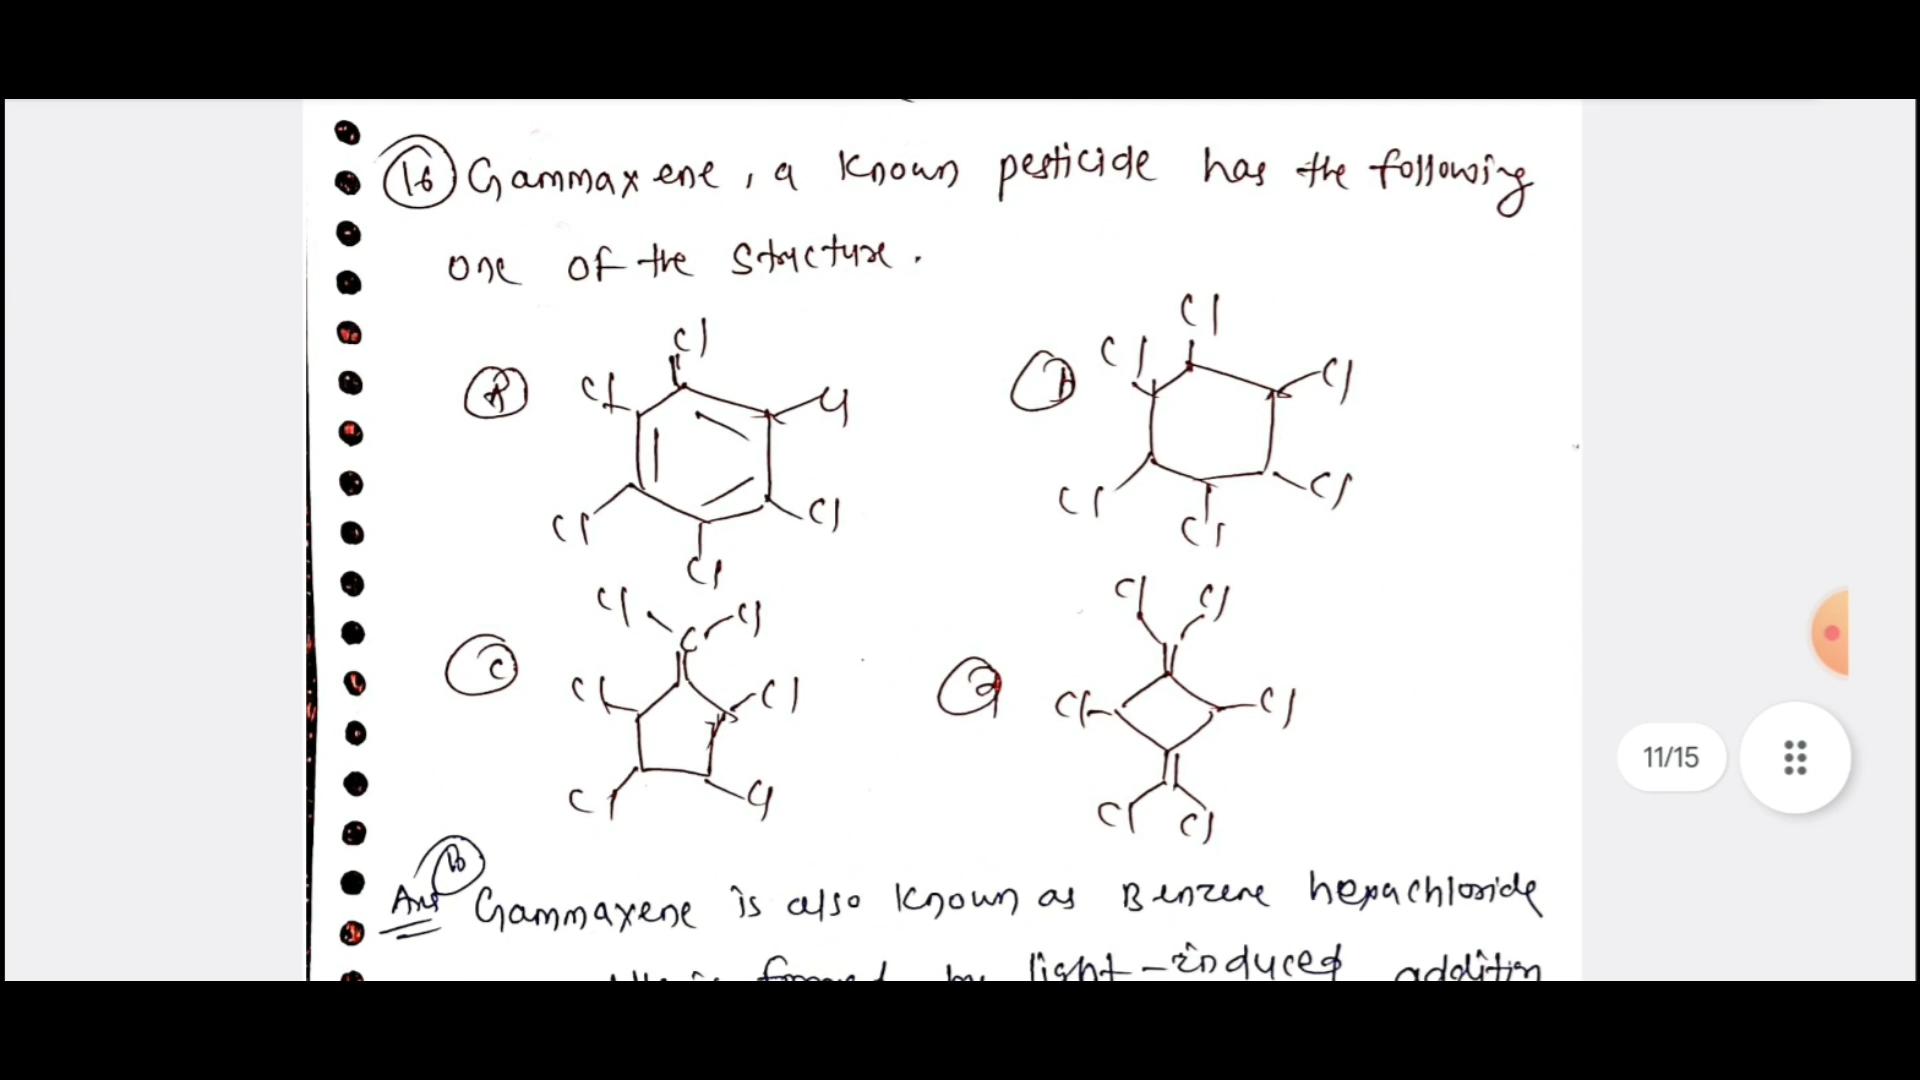 16 Gammaxene, a known pesticide has the following
one of the structure.
A Cl Cl Cl Cl Cl Cl
B Cl Cl Cl Cl Cl Cl
C Cl Cl C Cl Cl Cl Cl
d Cl Cl Cl Cl Cl Cl
11/15
Ans b Gammaxene is also known as Benzene hexachloride
light-induced addition